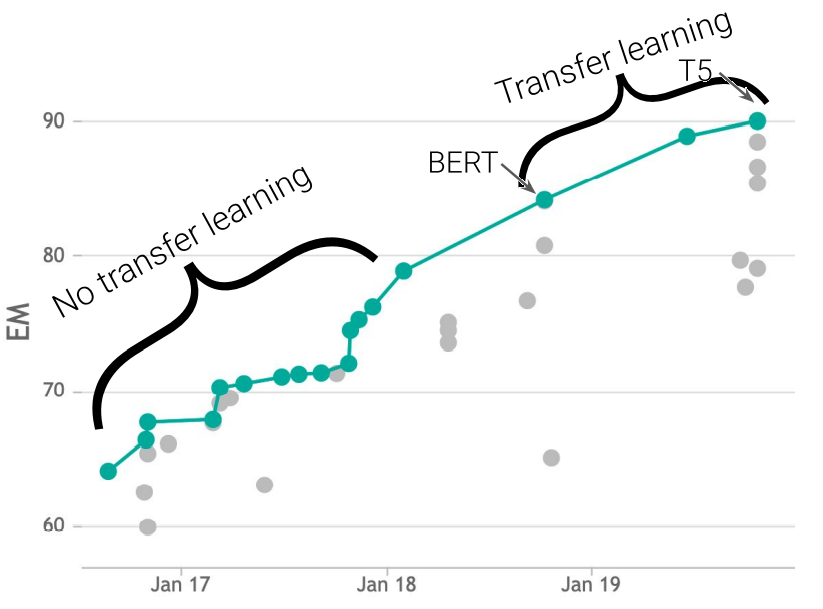 Transfer learning
T5
90
BERT
No transfer learning
80
EM
70
60
Jan 17
Jan 18
Jan 19